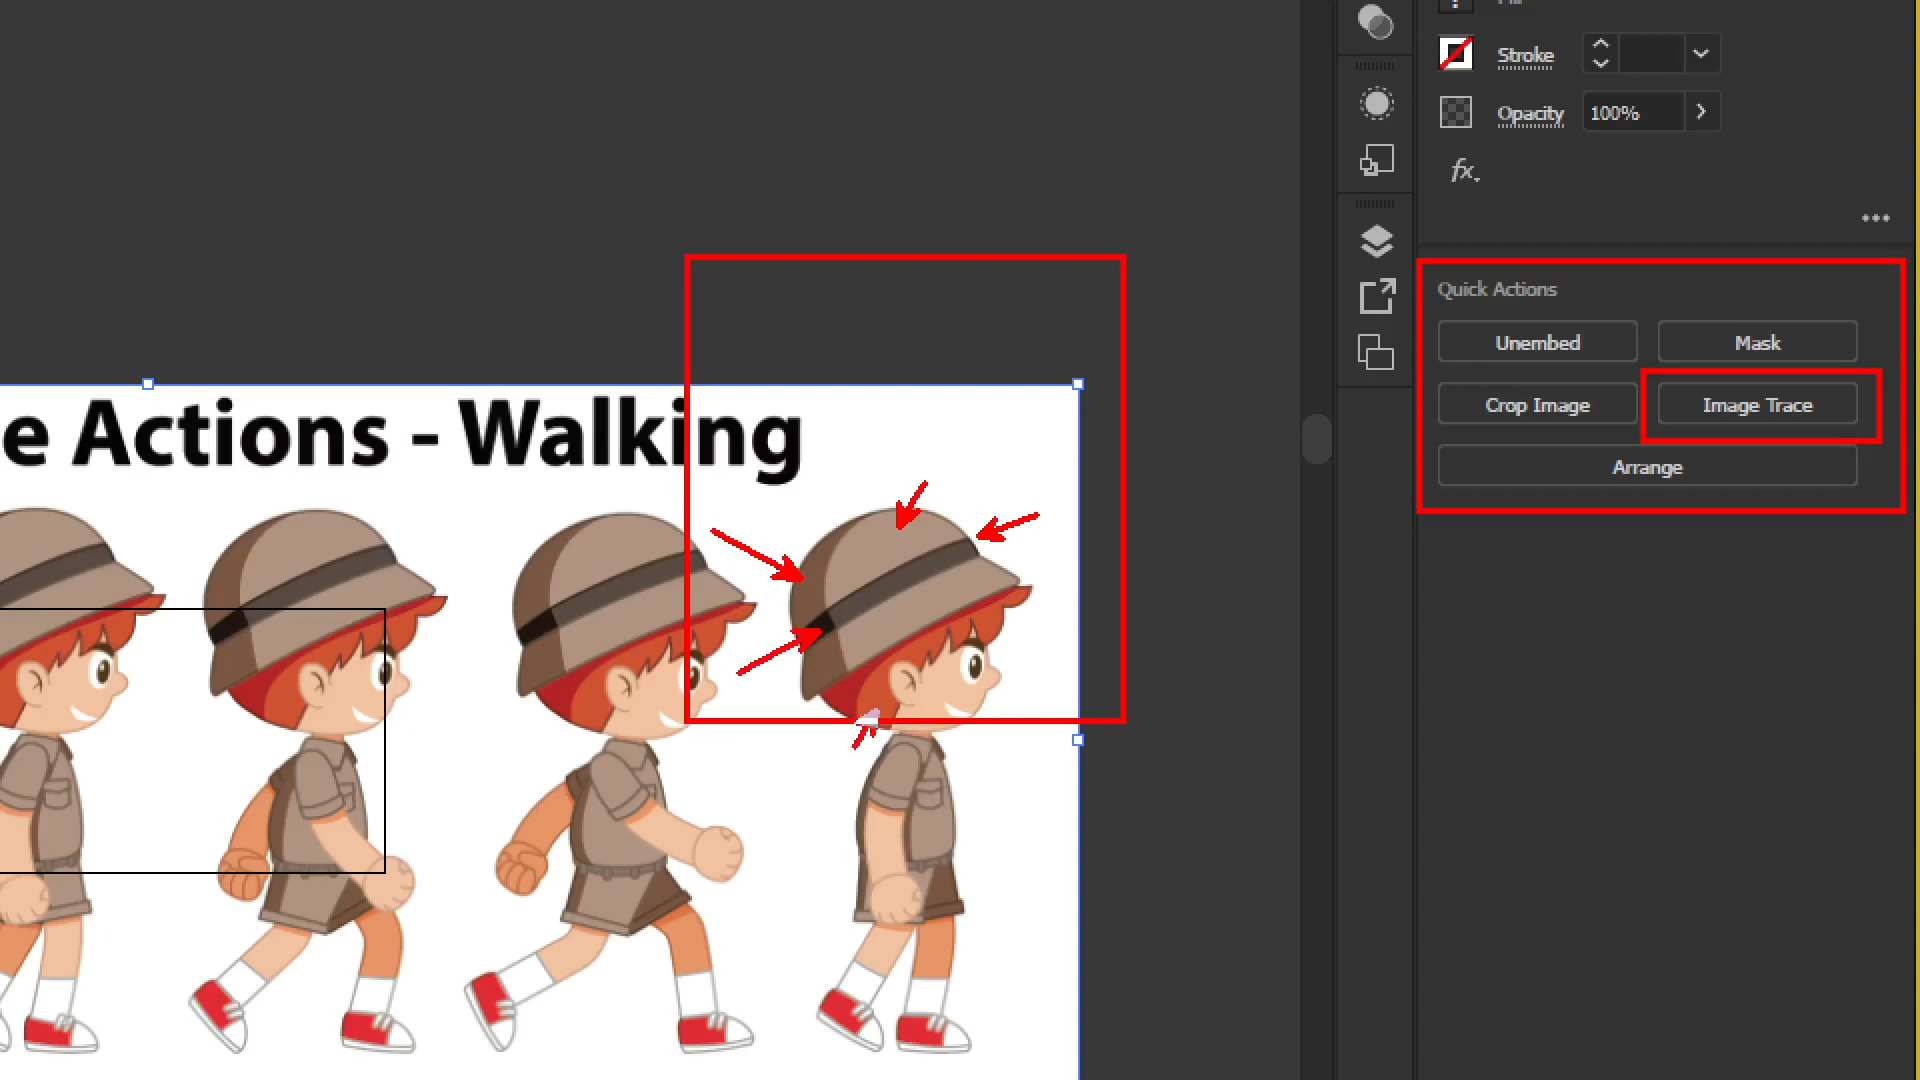 Stroke
Opacity 100%
fx.
Quick Actions
Unembed Mask
Crop Image Image Trace
Arrange
e Actions - Walking